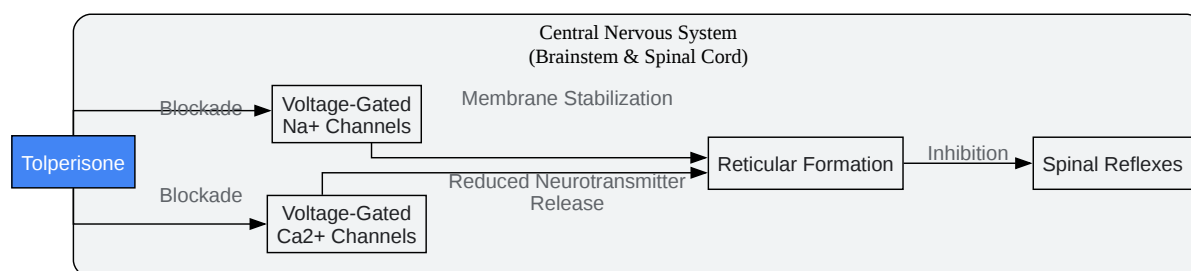 Central Nervous System
(Brainstem & Spinal Cord)
Blockade
Voltage-Gated
Na+ Channels
Membrane Stabilization
Tolperisone
Reticular Formation
Inhibition
Spinal Reflexes
Blockade
Voltage-Gated
Ca2+ Channels
Reduced Neurotransmitter
Release